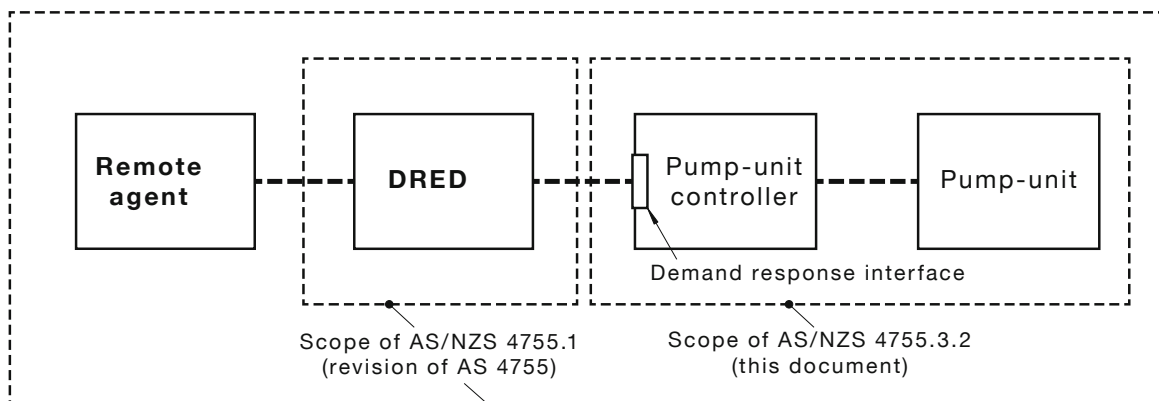 Remote
agent
DRED
Pump-unit
controller
Pump-unit
Demand response interface
Scope of AS/NZS 4755.1
(revision of AS 4755)
Scope of AS/NZS 4755.3.2
(this document)